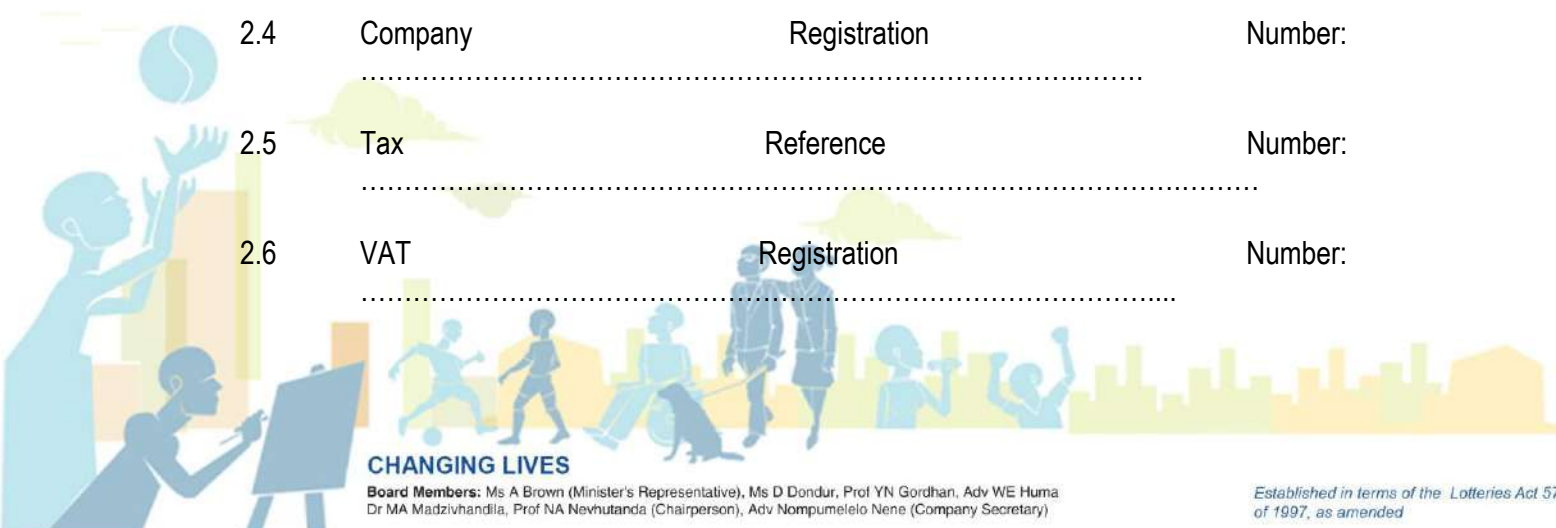 2.4 Company Registration Number:
……………………………………………………………………..…….
2.5 Tax Reference Number:
……………………………………………………………………………….………
2.6 VAT Registration Number:
………………………………………………………………………....
CHANGING LIVES
Board Members: Ms A Brown (Minister's Representative), Ms D Dondur, Prof YN Gordhan, Adv WE Huma
Dr MA Madzivhandila, Prof NA Nevhutanda (Chairperson), Adv Nompumelelo Nene (Company Secretary)
Established in terms of the Lotteries Act 57
of 1997, as amended